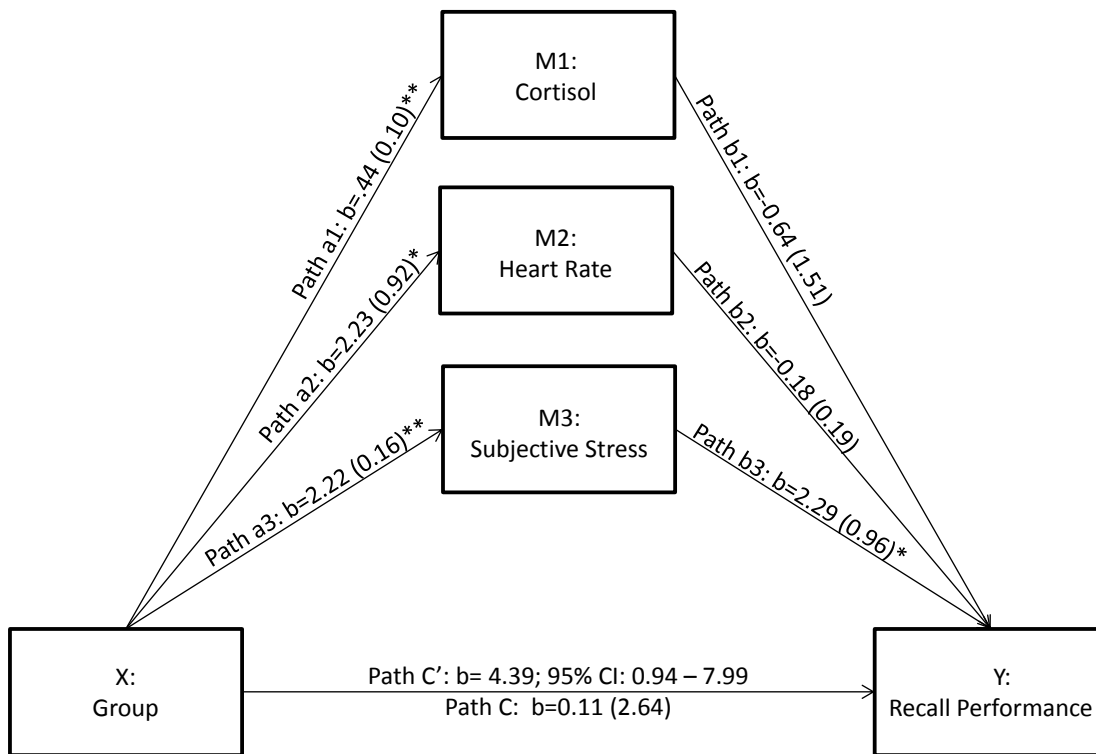 M1:
Cortisol
Path a1: b=.44 (0.10)**
Path b1: b=-0.64 (1.51)
M2:
Heart Rate
Path a2: b=2.23 (0.92)*
Path b2: b=-0.18 (0.19)
M3:
Subjective Stress
Path a3: b=2.22 (0.16)**
Path b3: b=2.29 (0.96)*
X:
Group
Path C’: b= 4.39; 95% CI: 0.94 – 7.99
Path C: b=0.11 (2.64)
Y:
Recall Performance